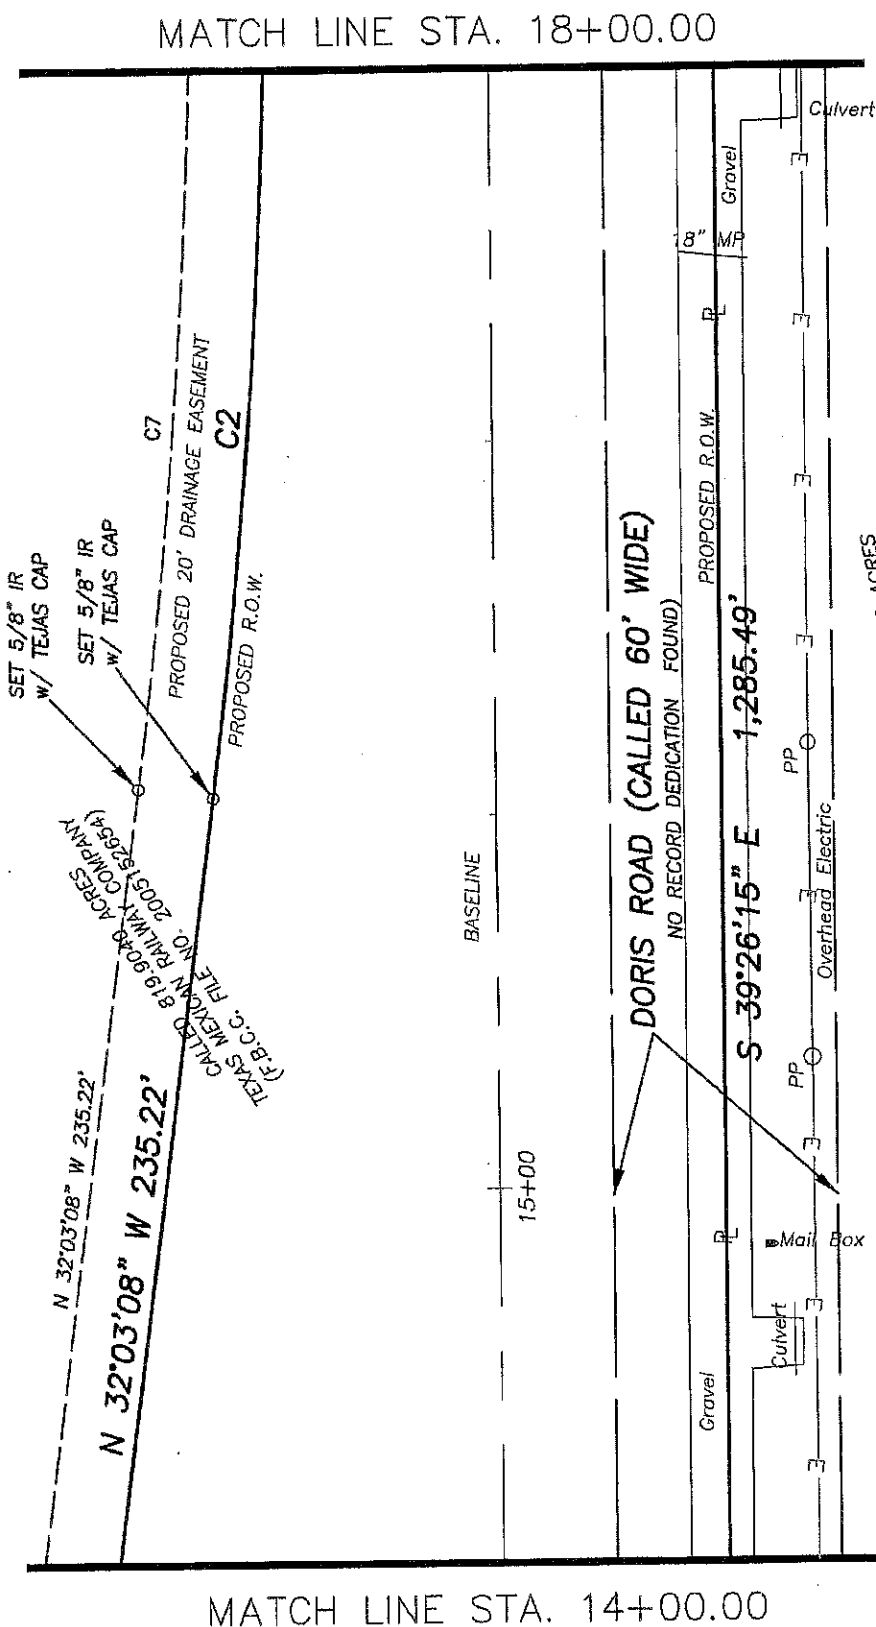 MATCH LINE STA. 18+00.00
Culvert
Gravel
18" MP
C7
PROPOSED 20' DRAINAGE EASEMENT
C2
PROPOSED R.O.W.
SET 5/8" IR
w/ TEJAS CAP
SET 5/8" IR
w/ TEJAS CAP
PROPOSED R.O.W.
CALLED 819.9040 ACRES
TEXAS MEXICAN RAILWAY COMPANY
(F.B.C.C. FILE NO. 2005152654)
BASELINE
DORIS ROAD (CALLED 60' WIDE)
NO RECORD DEDICATION FOUND)
S 39°26'15" E 1,285.49'
ACRES
E
E
E
E
E
E
E
E
PP
Overhead Electric
PP
N 32°03'08" W 235.22'
N 32°03'08" W 235.22'
15+00
PL
PL
Mail Box
Culvert
Gravel
MATCH LINE STA. 14+00.00